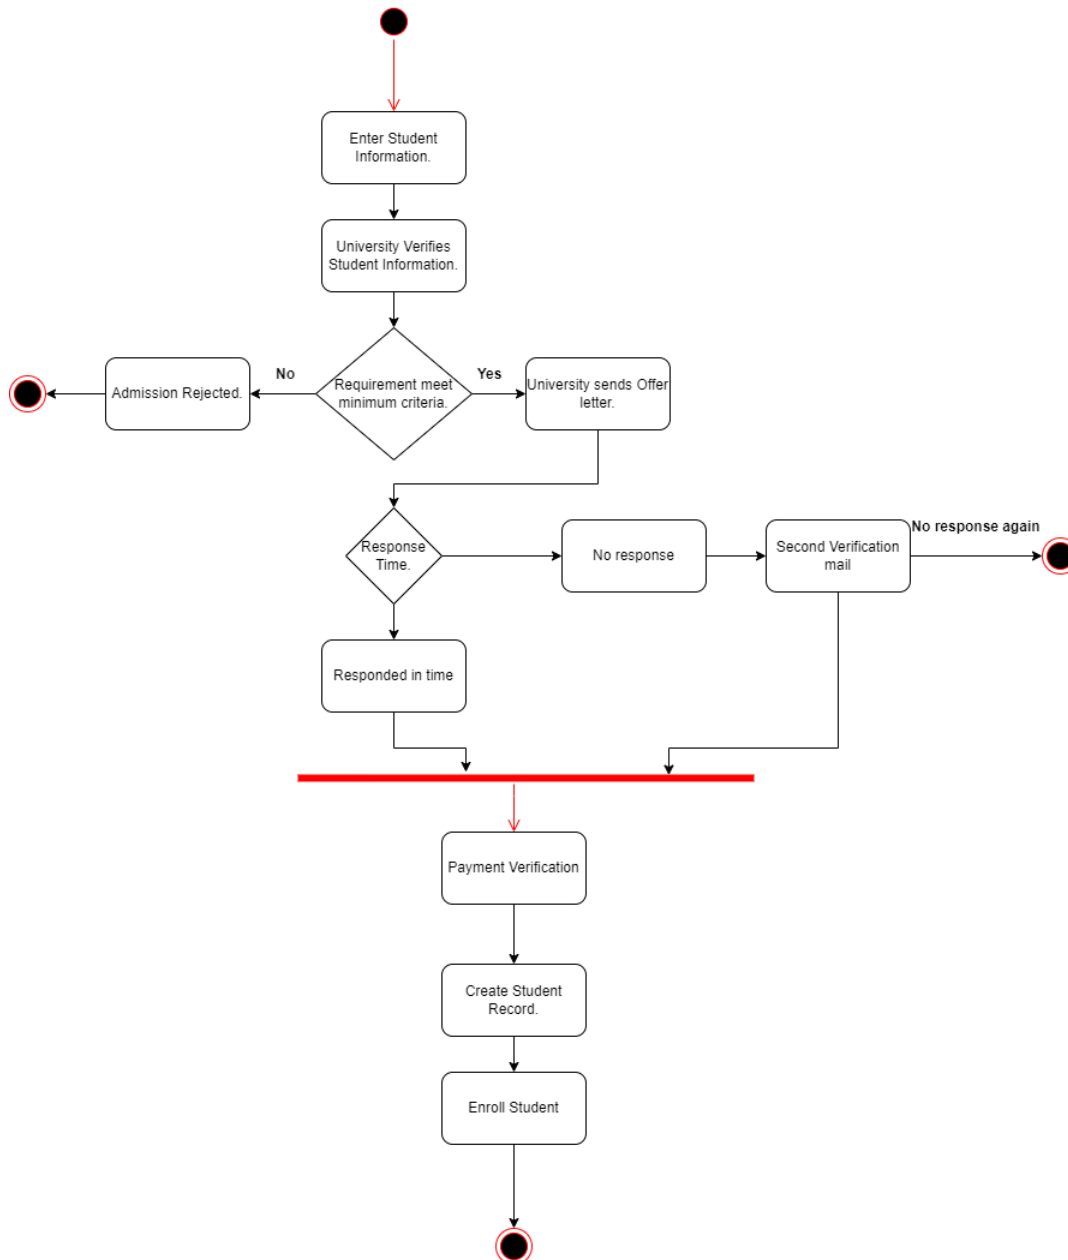 Enter Student
Information.
University Verifies
Student Information.
No
Yes
Admission Rejected.
Requirement meet
minimum criteria.
University sends Offer
letter.
Response
Time.
No response
Second Verification
mail
No response again
Responded in time
Payment Verification
Create Student
Record.
Enroll Student